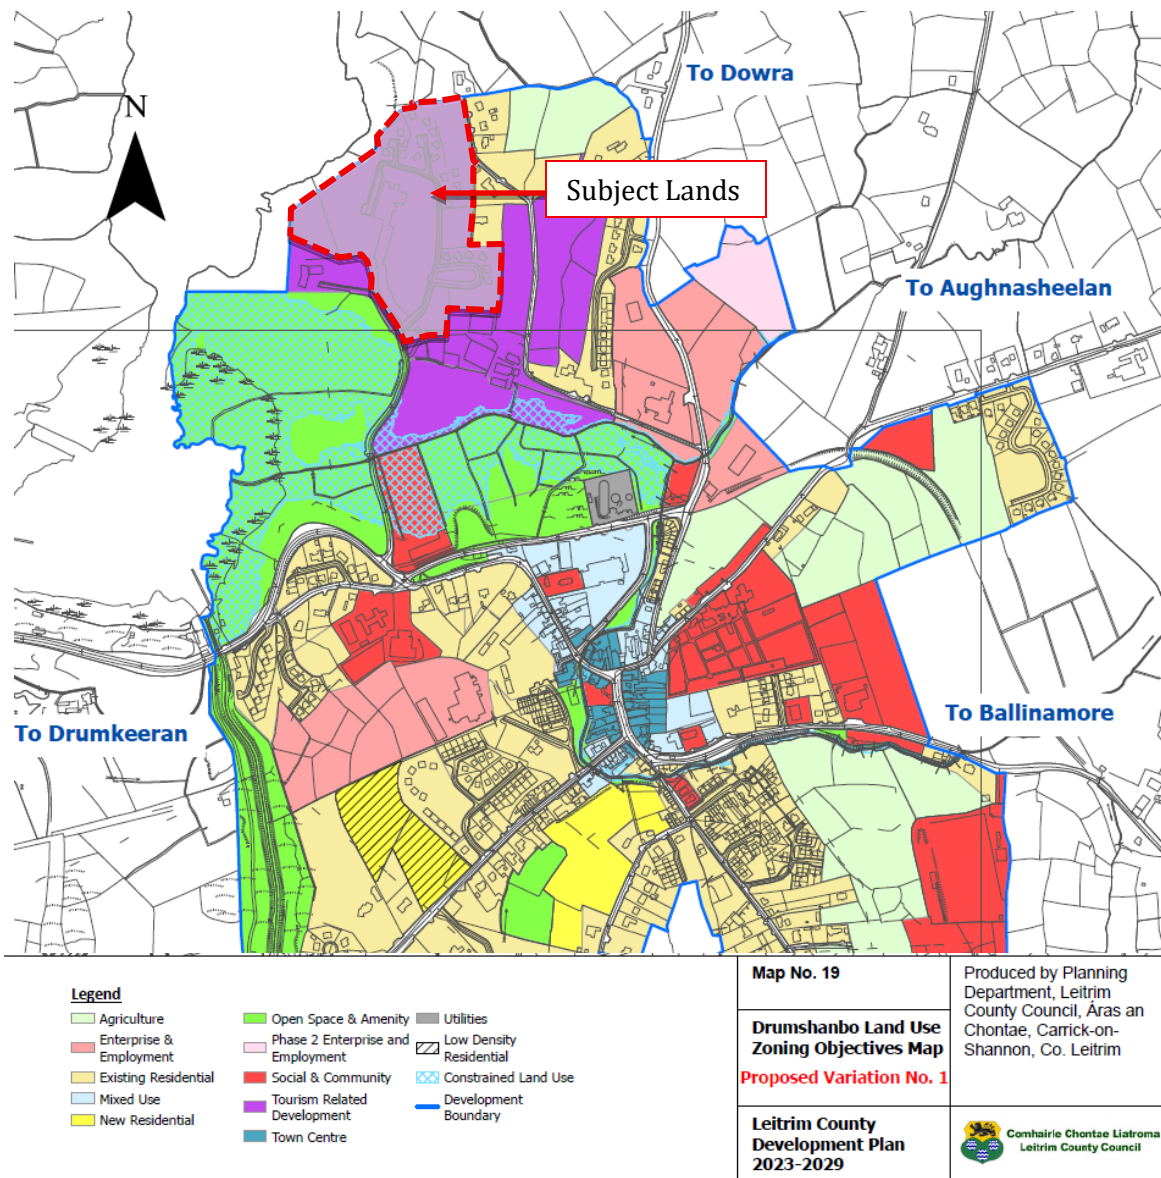 To Dowra
N
Subject Lands
To Aughnasheelan
To Drumkeeran
To Ballinamore
Legend
Agriculture
Enterprise &
Employment
Existing Residential
Mixed Use
New Residential
Open Space & Amenity
Phase 2 Enterprise and
Employment
Social & Community
Tourism Related
Development
Town Centre
Utilities
Low Density
Residential
Constrained Land Use
Development
Boundary
Map No. 19
Drumshanbo Land Use
Zoning Objectives Map
Proposed Variation No. 1
Leitrim County
Development Plan
2023-2029
Produced by Planning
Department, Leitrim
County Council, Áras an
Chontae, Carrick-on-
Shannon, Co. Leitrim
Comhairle Chontae Liatroma
Leitrim County Council